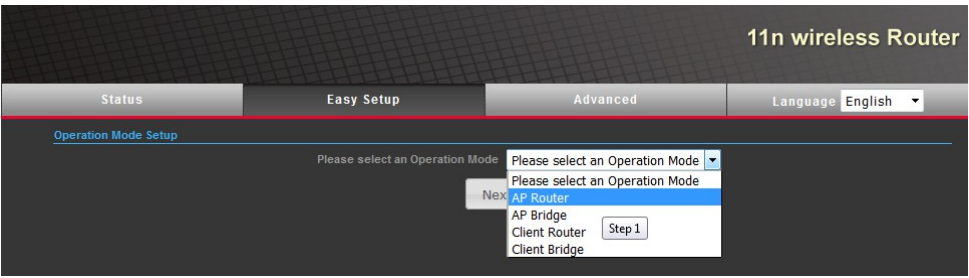 11n wireless Router
Status Easy Setup Advanced Language English
Operation Mode Setup
Please select an Operation Mode Please select an Operation Mode
Please select an Operation Mode
Nex AP Router
AP Bridge
Client Router Step 1
Client Bridge